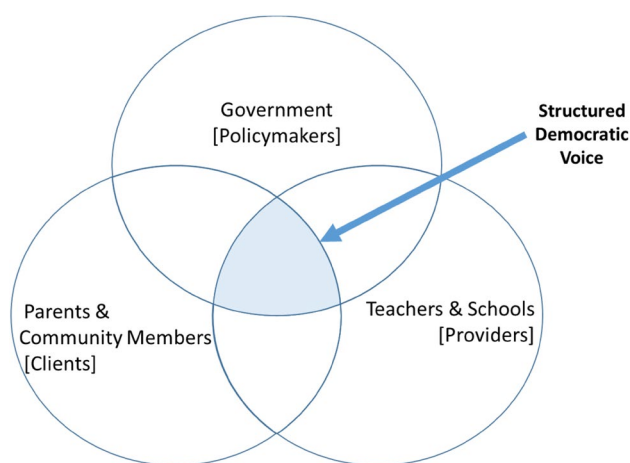 Government
[Policymakers]
Structured
Democratic
Voice
Parents &
Community Members
[Clients]
Teachers & Schools
[Providers]